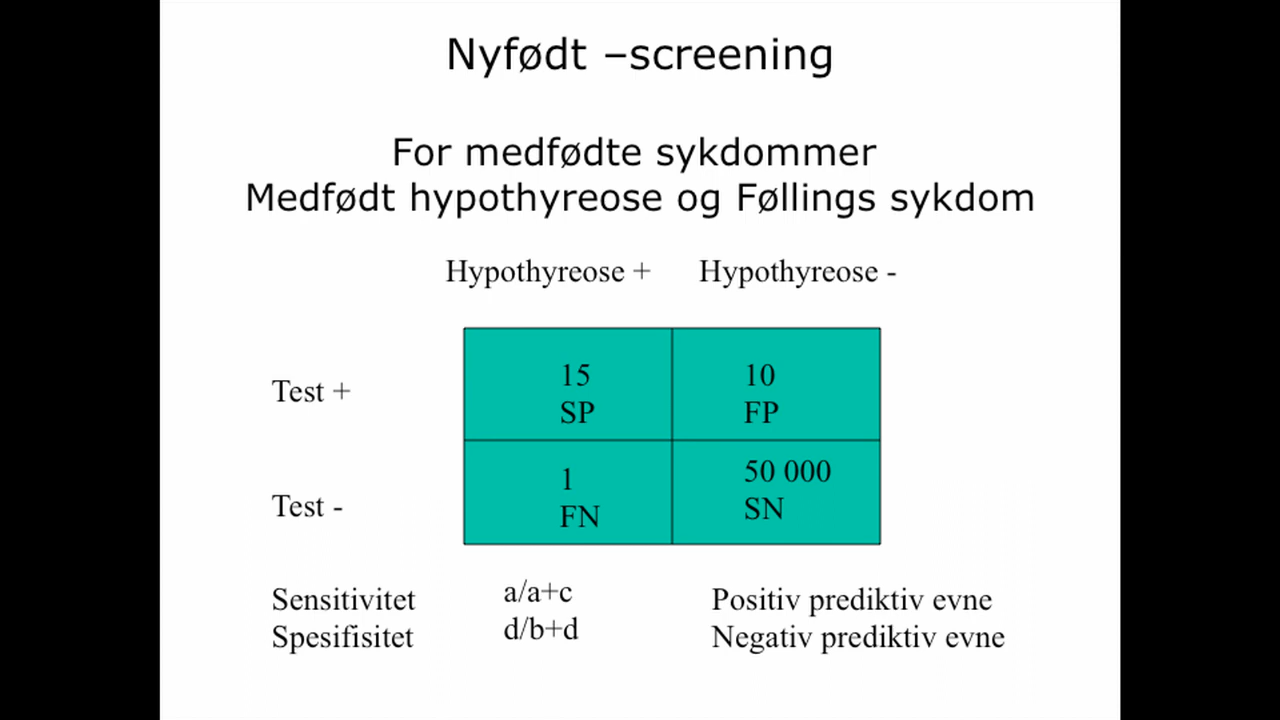 Nyfødt –screening
For medfødte sykdommer
Medfødt hypothyreose og Føllings sykdom
Hypothyreose + Hypothyreose -
Test + 15 10
SP FP
Test - 1 50 000
FN SN
Sensitivitet a/a+c Positiv prediktiv evne
Spesifisitet d/b+d Negativ prediktiv evne